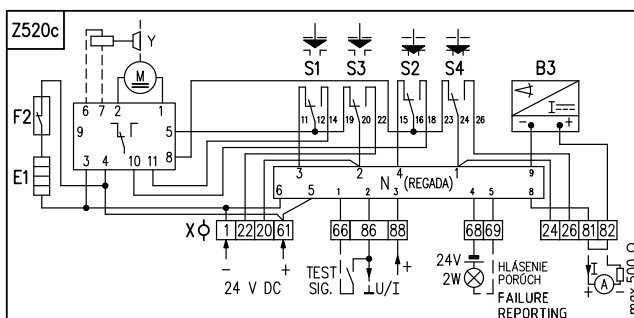 Z520c
Y
S1 S3 S2 S4 B3
M
I
- +
F2
E1
6 7 2 1
9 5
8
3 4 10 11
11 12 14 19 20 22 15 16 18 23 24 26
3 2 4 1 9
N (REGADA)
6 5 1 2 3 4 5 8
X 1 22 20 61 66 86 88 68 69 24 26 81 82
- +
24 V DC
TEST
SIG.
U/I
+
24V
2W
HLÁSENIE
PORÚCH
FAILURE
REPORTING
I
+ A -
max 500 Ω